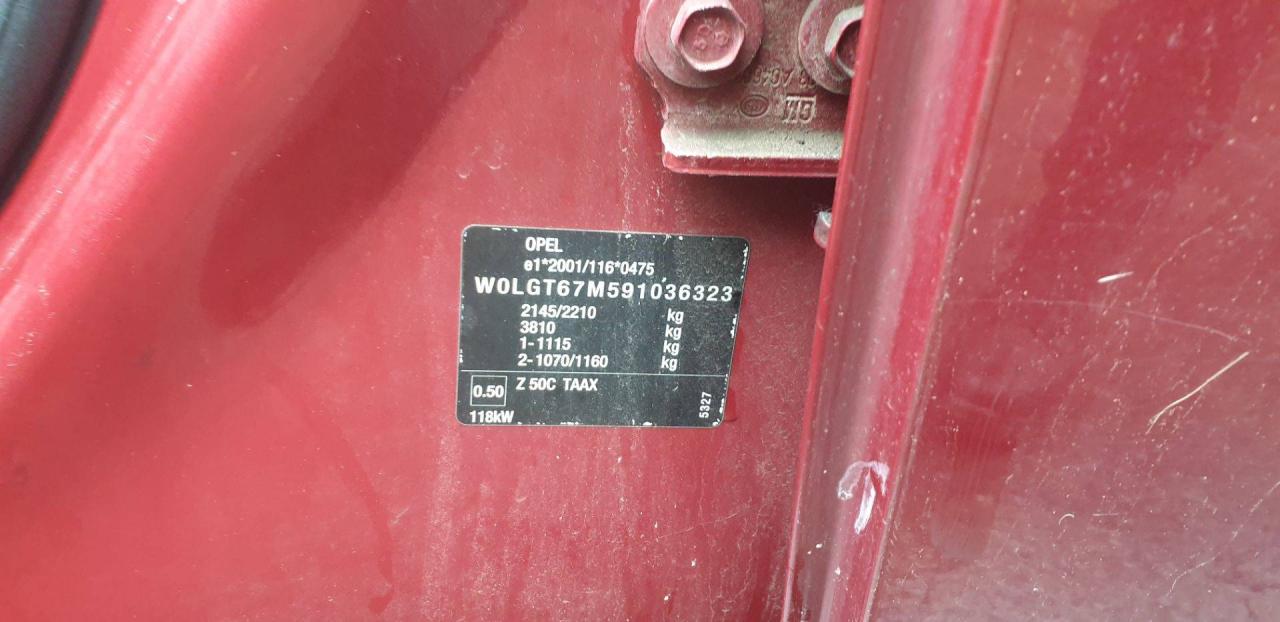 GM
OPEL
e1*2001/116*0475
W0LGT67M591036323
2145/2210 kg
3810 kg
1-1115 kg
2-1070/1160 kg
0.50 Z 50C TAAX
118kW
5327